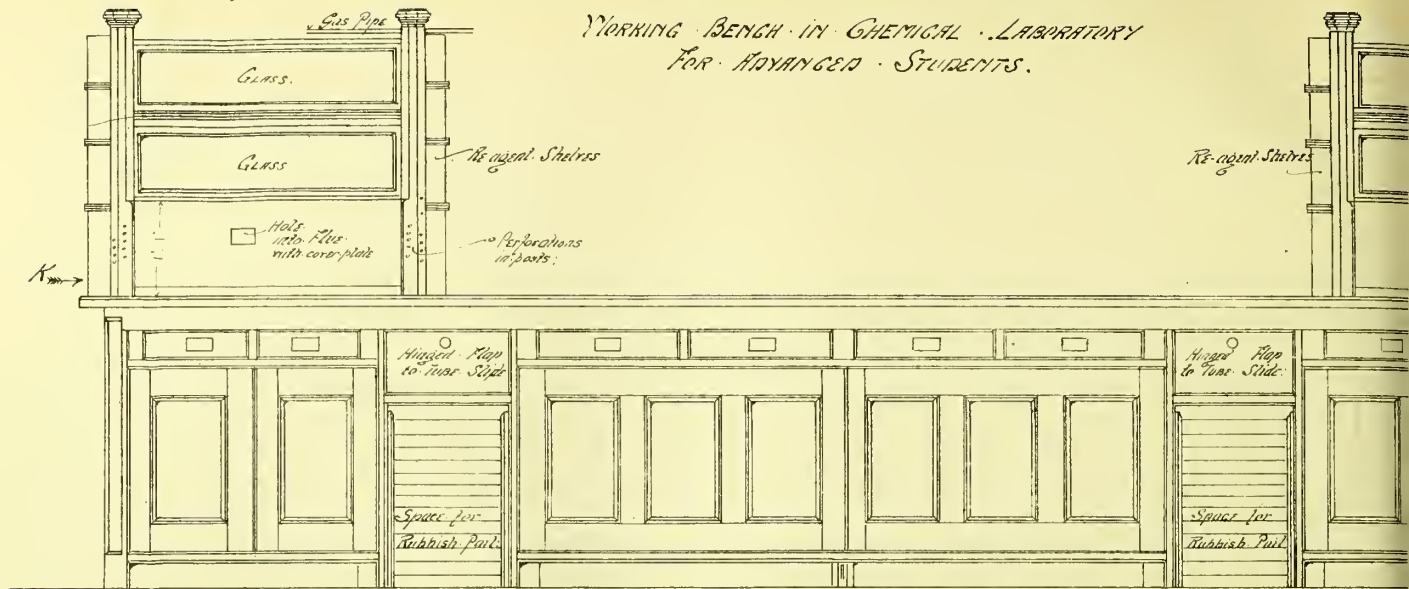 Gas Pipe
WORKING · BENCH · IN · CHEMICAL · LABORATORY
FOR · ADVANCED · STUDENTS.
GLASS.
GLASS
Re-agent Shelves
Re-agent Shelves
Hole
into Flue
with cover plate
Perforations
in posts.
K
Hinged Flap
to Tube Slide
Hinged Flap
to Tube Slide.
Space for
Rubbish Pail.
Space for
Rubbish Pail